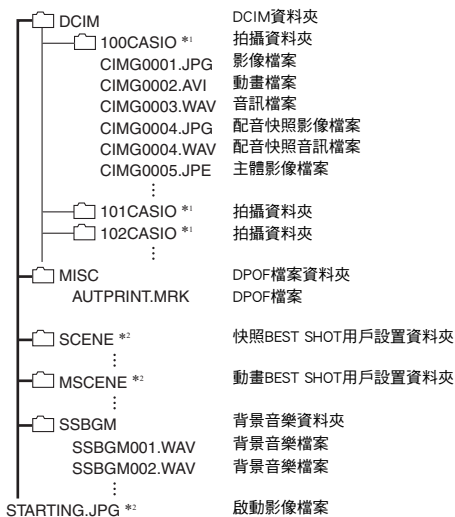 DCIM DCIM資料夾
100CASIO *1 拍攝資料夾
CIMG0001.JPG 影像檔案
CIMG0002.AVI 動畫檔案
CIMG0003.WAV 音訊檔案
CIMG0004.JPG 配音快照影像檔案
CIMG0004.WAV 配音快照音訊檔案
CIMG0005.JPE 主體影像檔案
101CASIO *1 拍攝資料夾
102CASIO *1 拍攝資料夾
MISC DPOF檔案資料夾
AUTPRINT.MRK DPOF檔案
SCENE *2 快照BEST SHOT用戶設置資料夾
MSCENE *2 動畫BEST SHOT用戶設置資料夾
SSBGM 背景音樂資料夾
SSBGM001.WAV 背景音樂檔案
SSBGM002.WAV 背景音樂檔案
STARTING.JPG *2 啟動影像檔案